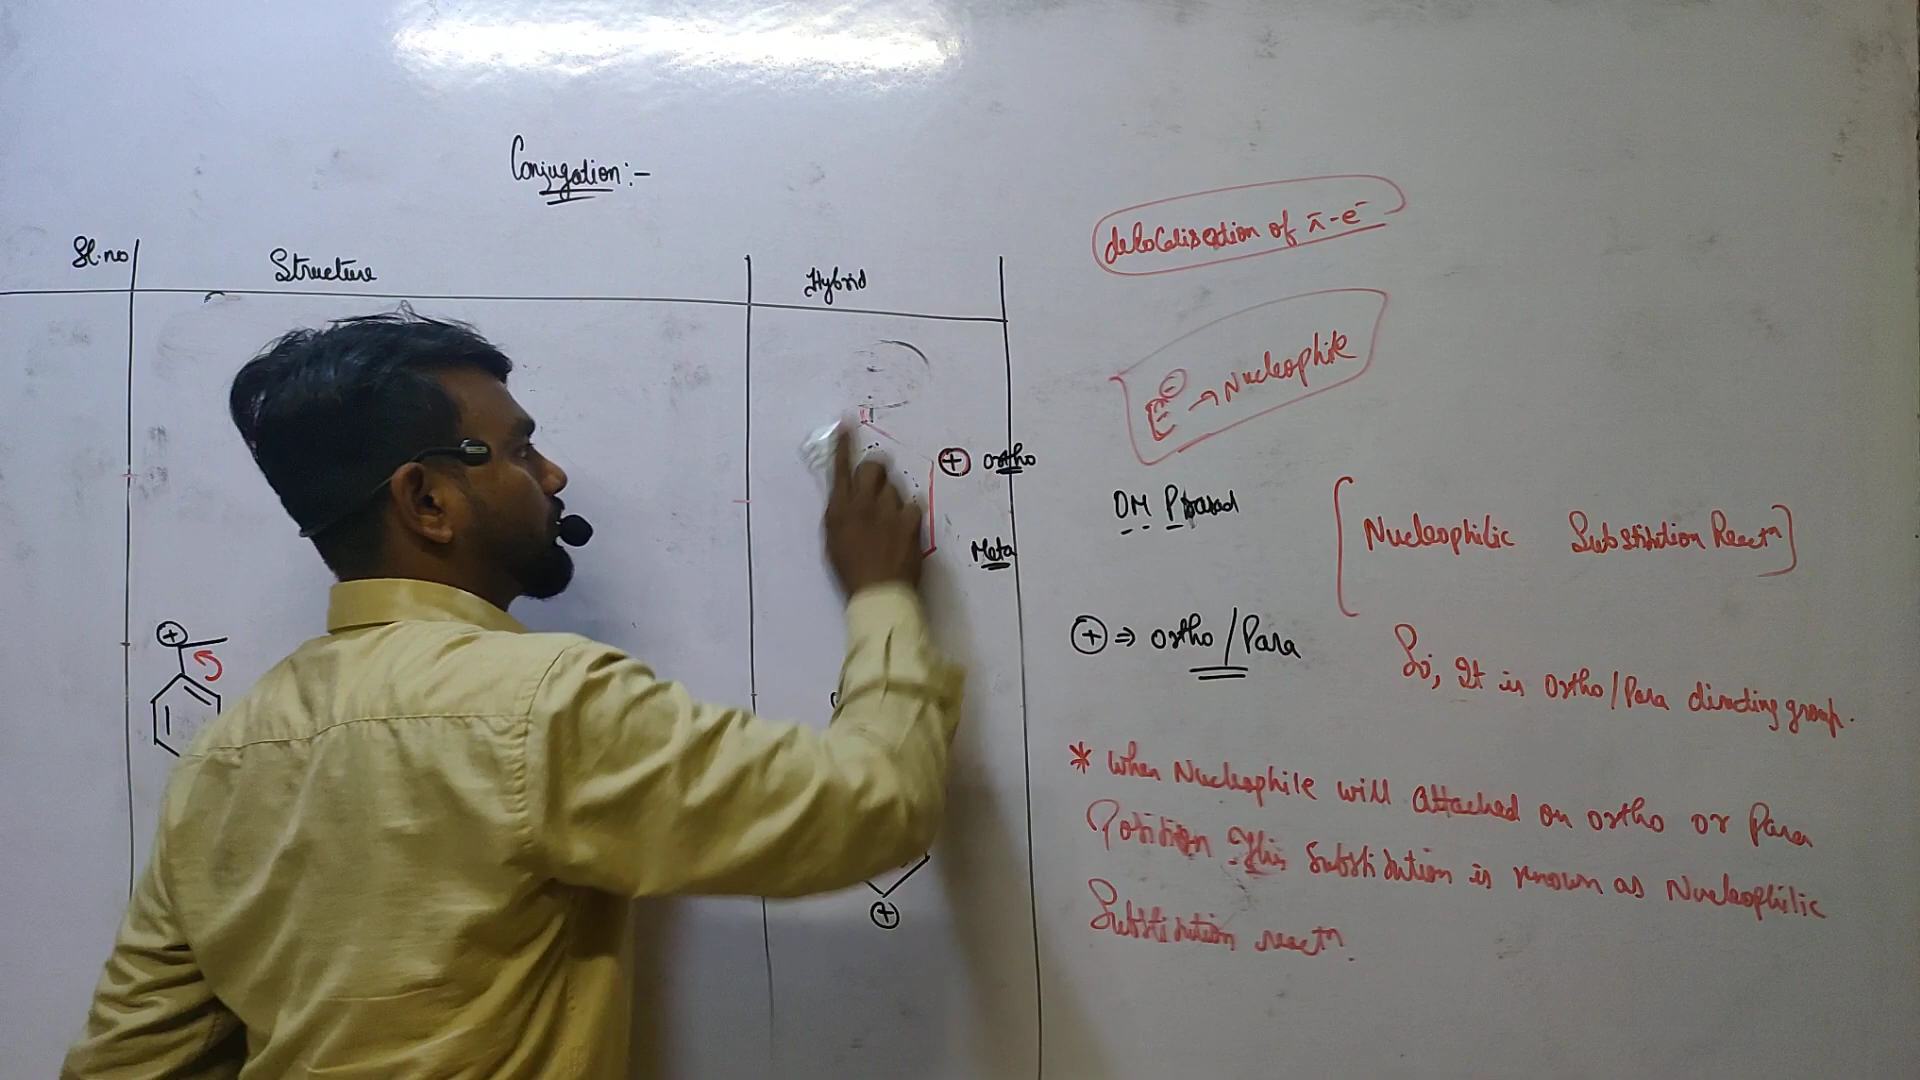 Conjugation:-
Sl.no
Structure
Hybrid
delocalisation of π-e⁻
E⊖ → Nucleophile
⊕ ortho
Meta
OM Prasad
[Nucleophilic Substitution Reactⁿ]
⊕ ⇒ ortho/Para
So, It is ortho/Para directing group.
* When Nucleophile will attached on ortho or Para
Position This Substitution is known as Nucleophilic
Substitution reactⁿ.
⊕
⊕